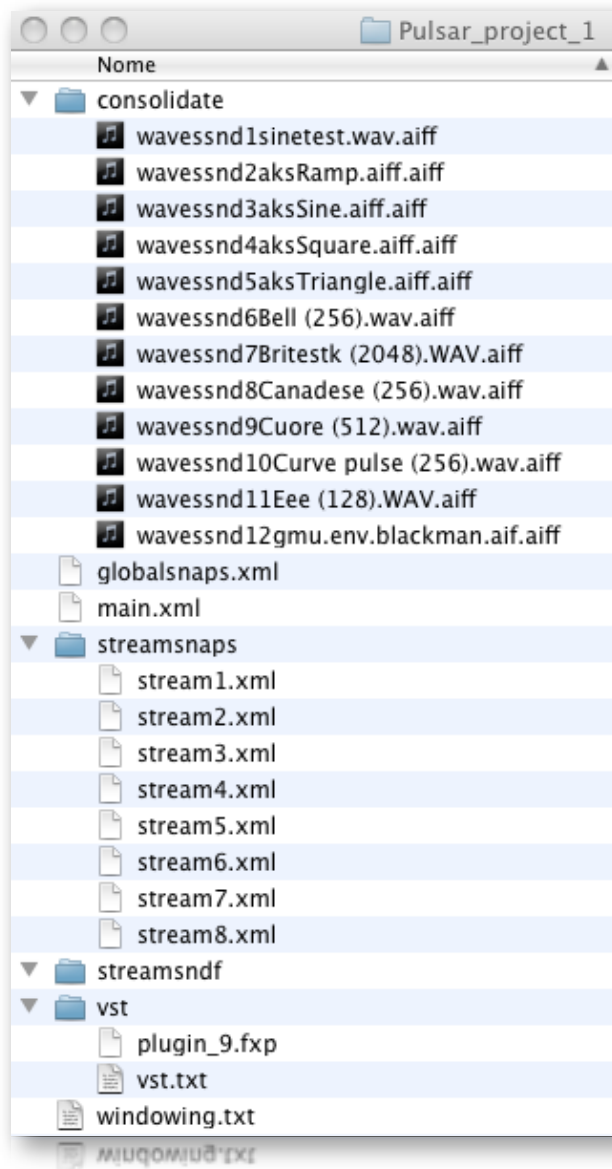 Pulsar_project_1
Nome
consolidate
wavessnd1sinetest.wav.aiff
wavessnd2aksRamp.aiff.aiff
wavessnd3aksSine.aiff.aiff
wavessnd4aksSquare.aiff.aiff
wavessnd5aksTriangle.aiff.aiff
wavessnd6Bell (256).wav.aiff
wavessnd7Britestk (2048).WAV.aiff
wavessnd8Canadese (256).wav.aiff
wavessnd9Cuore (512).wav.aiff
wavessnd10Curve pulse (256).wav.aiff
wavessnd11Eee (128).WAV.aiff
wavessnd12gmu.env.blackman.aif.aiff
globalsnaps.xml
main.xml
streamsnaps
stream1.xml
stream2.xml
stream3.xml
stream4.xml
stream5.xml
stream6.xml
stream7.xml
stream8.xml
streamsndf
vst
plugin_9.fxp
vst.txt
windowing.txt